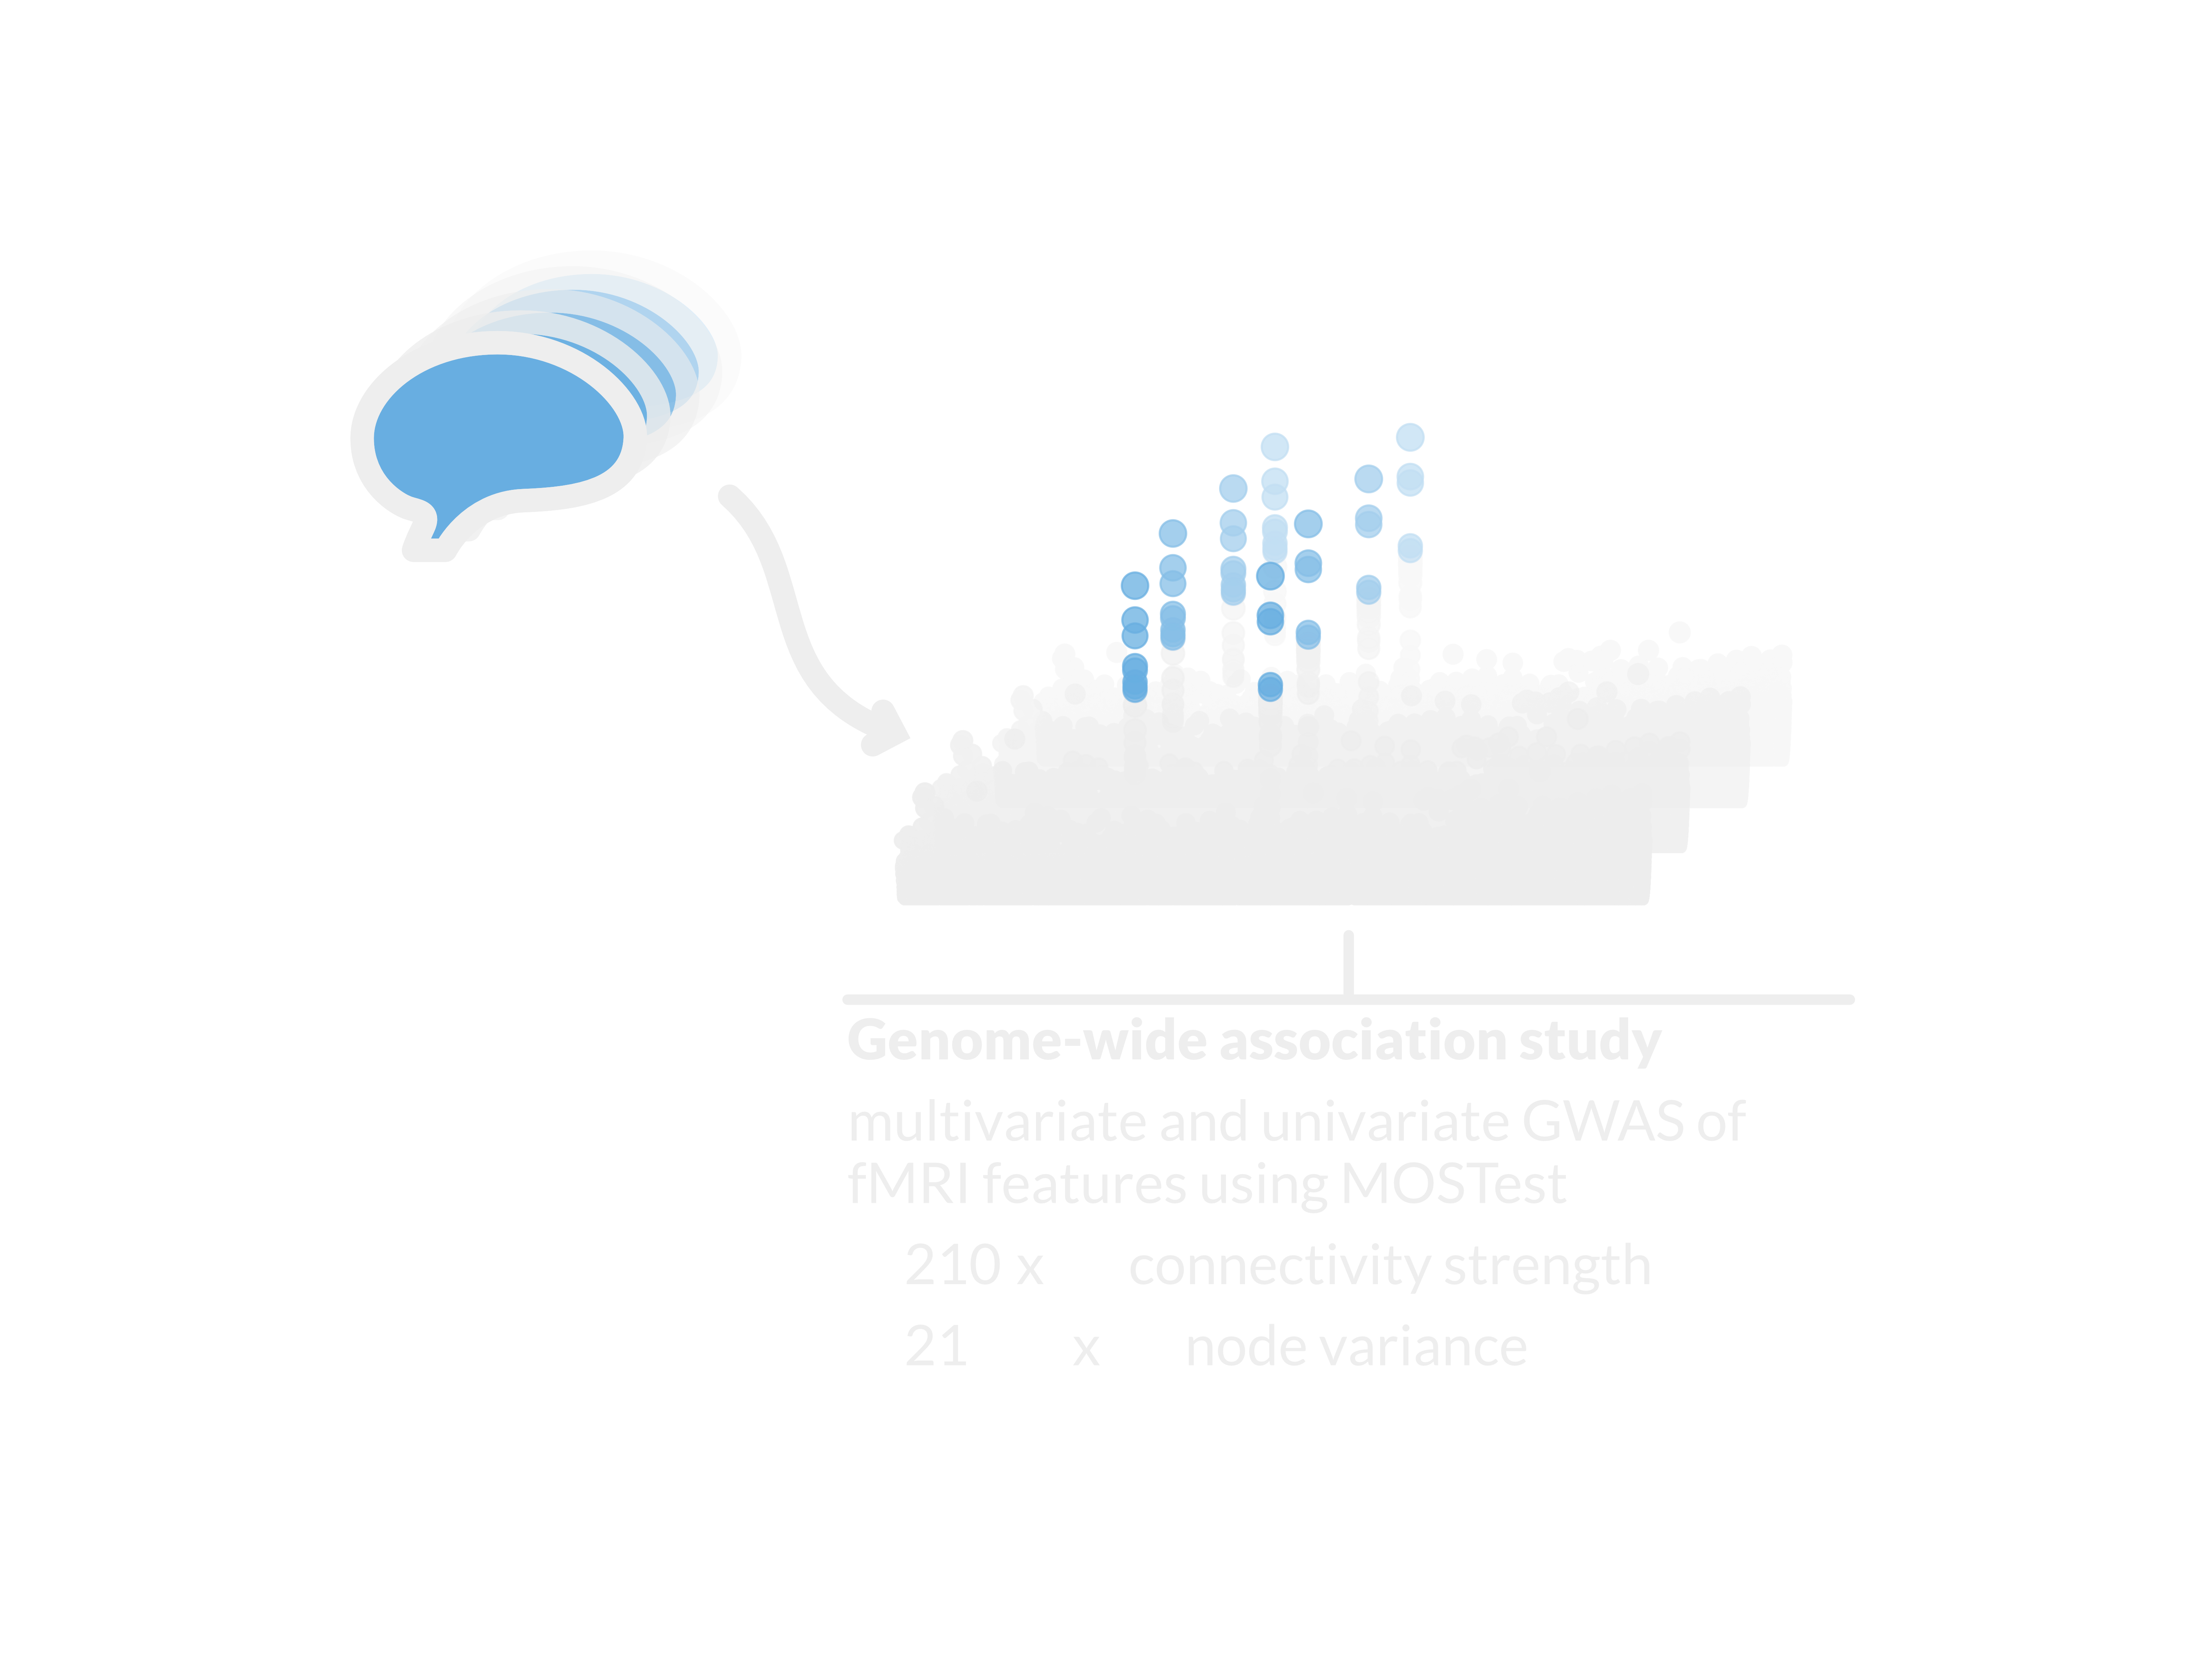 Genome-wide association study
multivariate and univariate GWAS of
fMRI features using MOSTest
210 x connectivity strength
21 x node variance